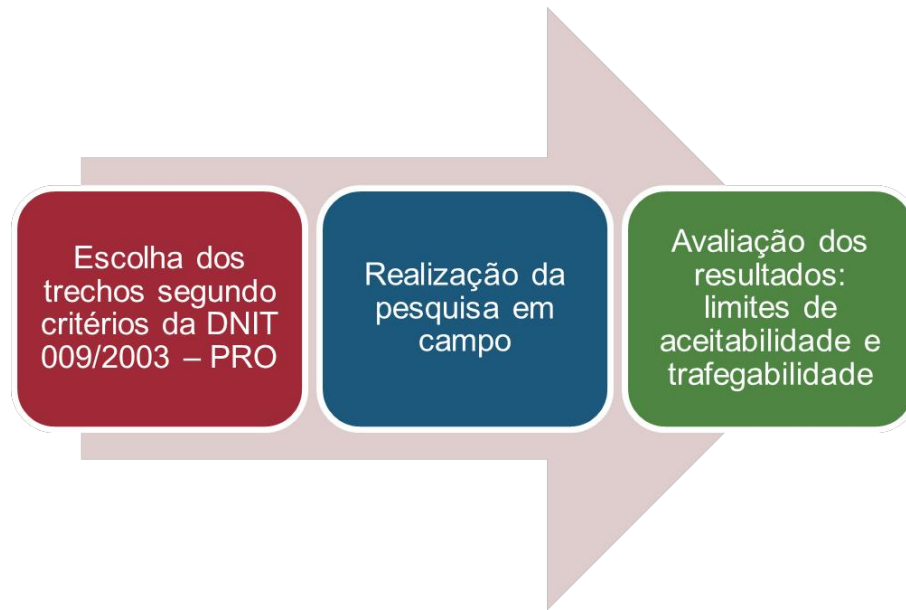 Escolha dos
trechos segundo
critérios da DNIT
009/2003 – PRO
Realização da
pesquisa em
campo
Avaliação dos
resultados:
limites de
aceitabilidade e
trafegabilidade